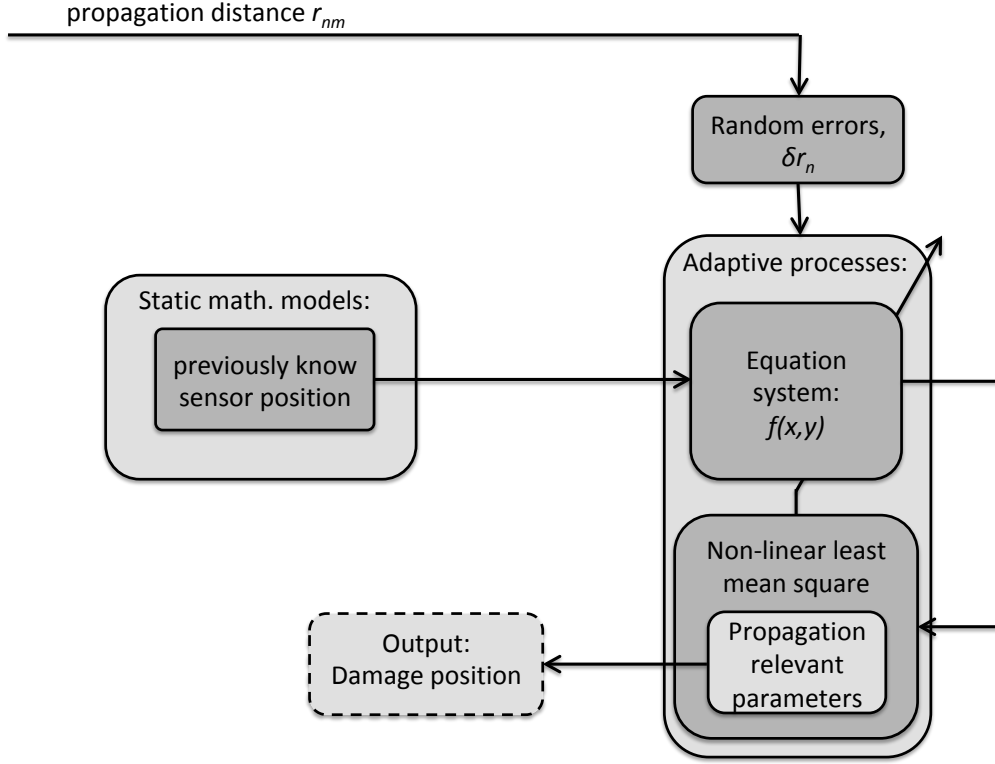 propagation distance r_nm
Random errors,
δr_n
Adaptive processes:
Static math. models:
previously know
sensor position
Equation
system:
f(x,y)
Non-linear least
mean square
Propagation
relevant
parameters
Output:
Damage position